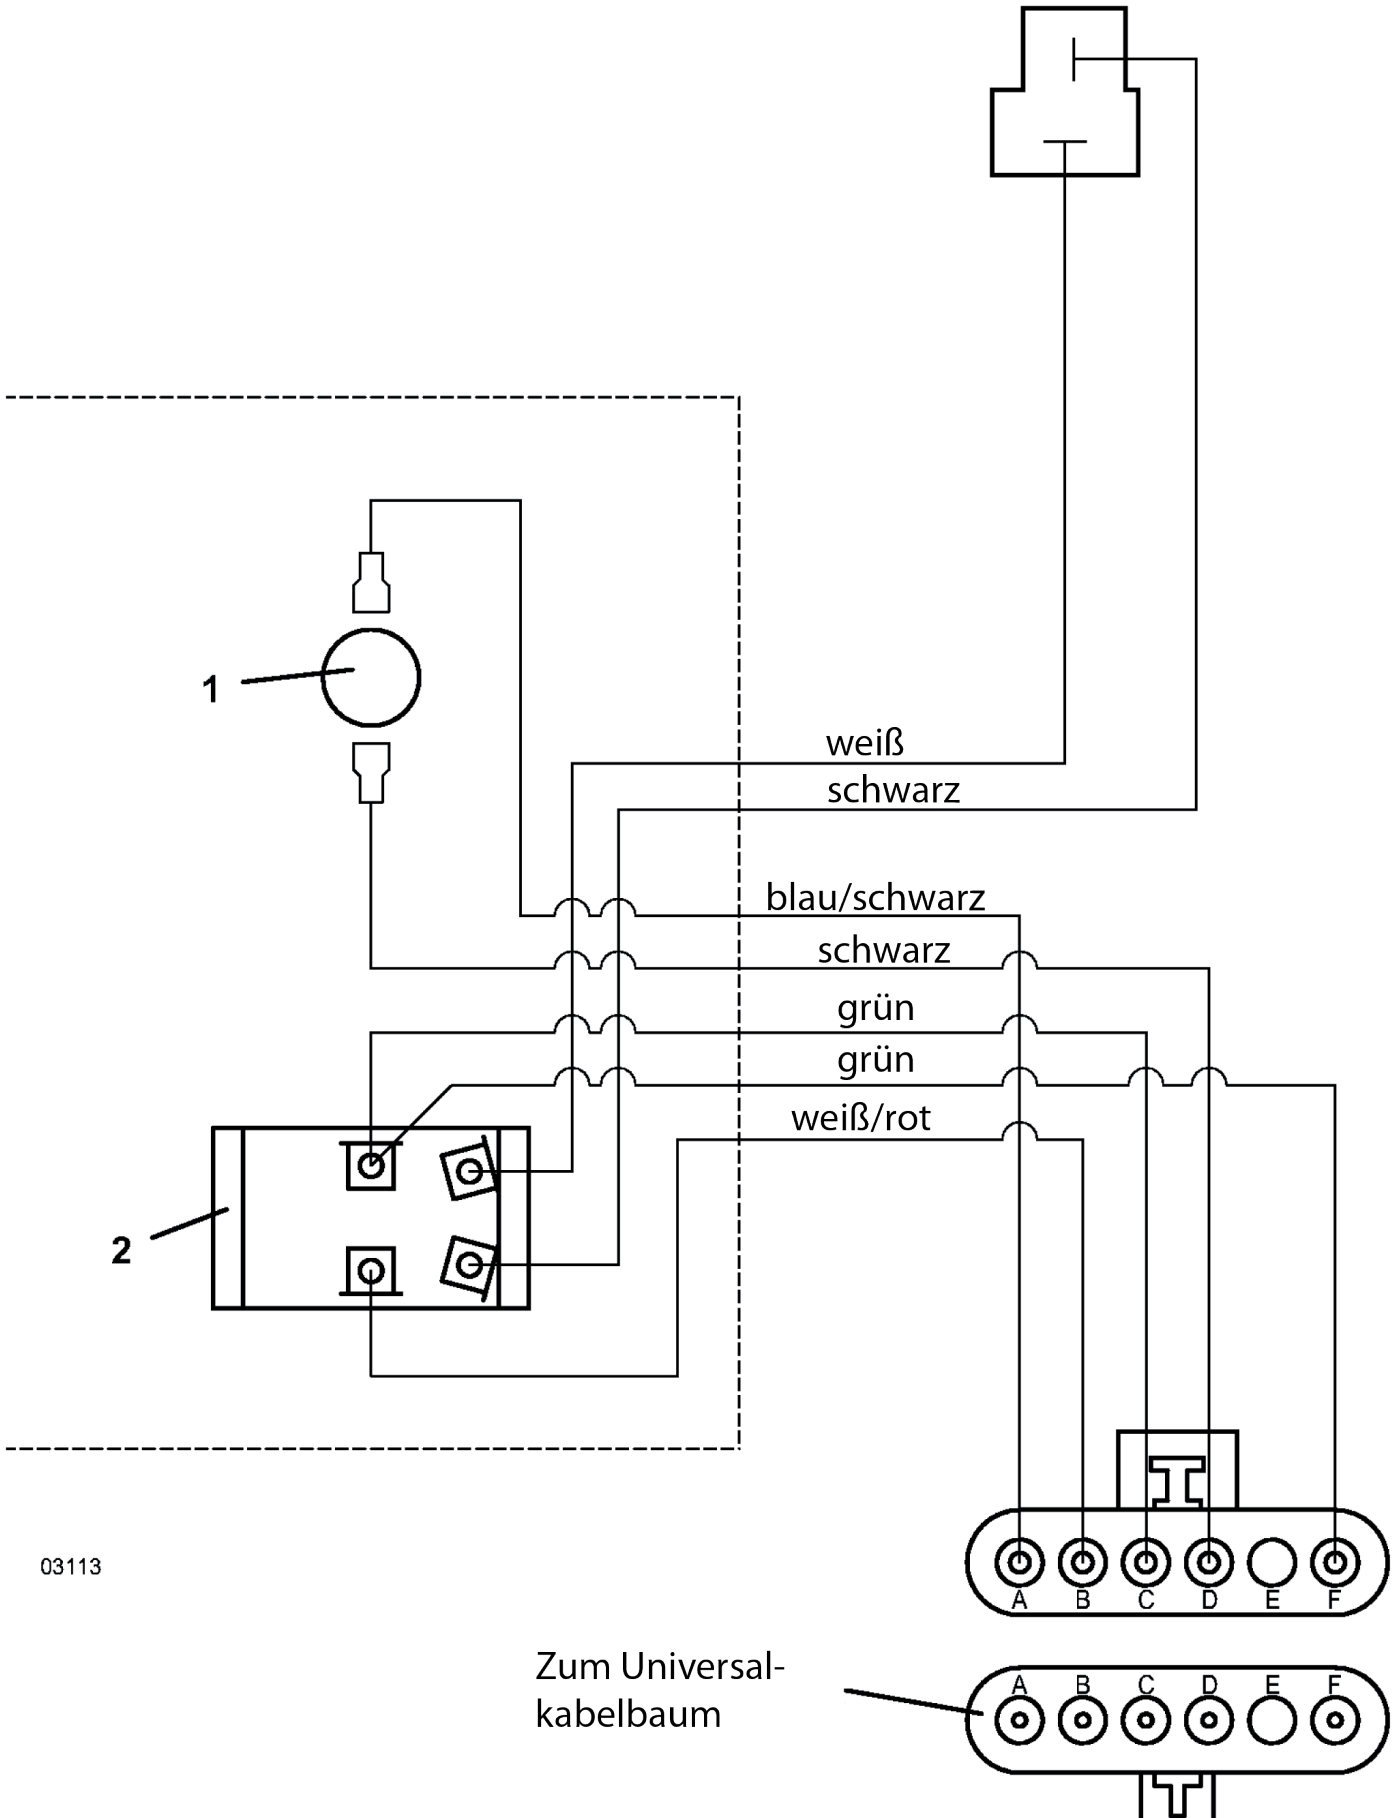 1
weiß
schwarz
blau/schwarz
schwarz
grün
grün
weiß/rot
2
03113
A B C D E F
Zum Universal-
kabelbaum
A B C D E F